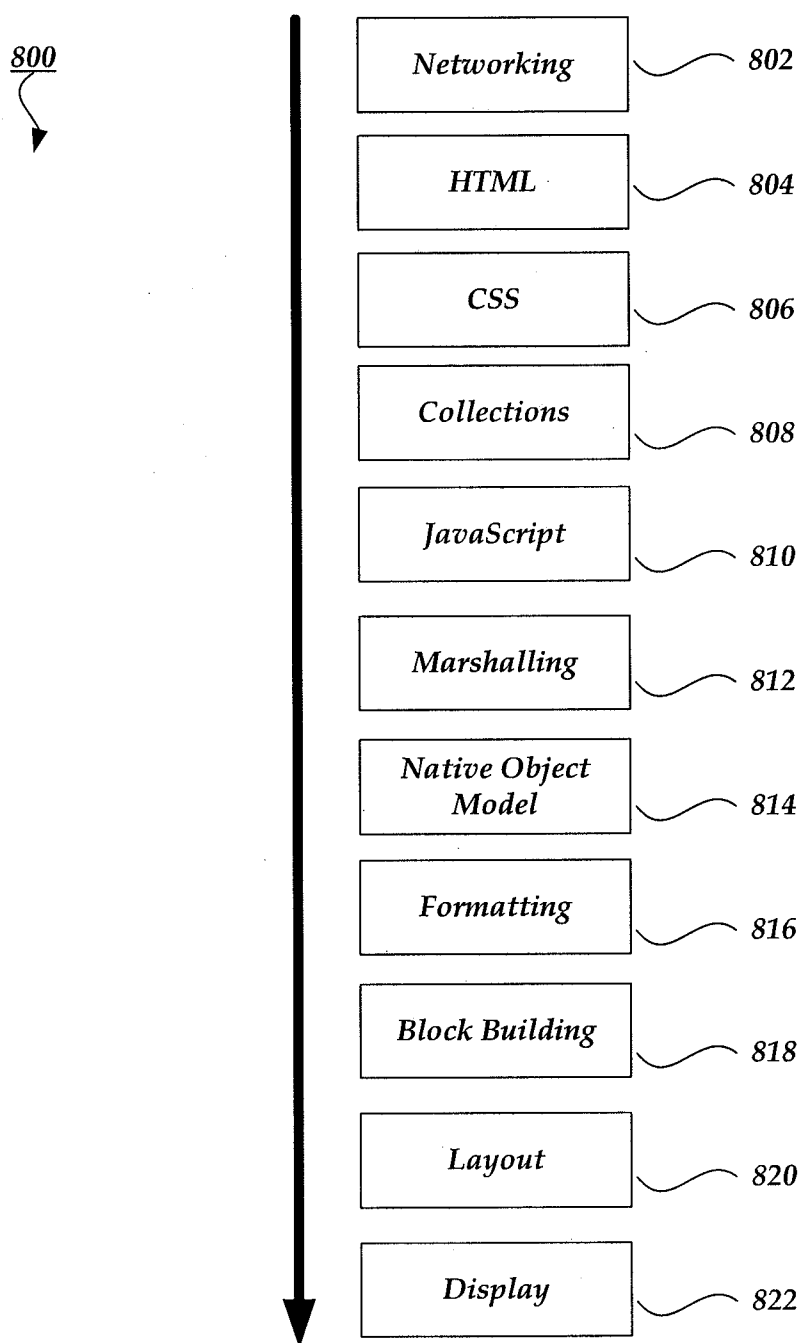 800
Networking 802
HTML 804
CSS 806
Collections 808
JavaScript 810
Marshalling 812
Native Object
Model 814
Formatting 816
Block Building 818
Layout 820
Display 822